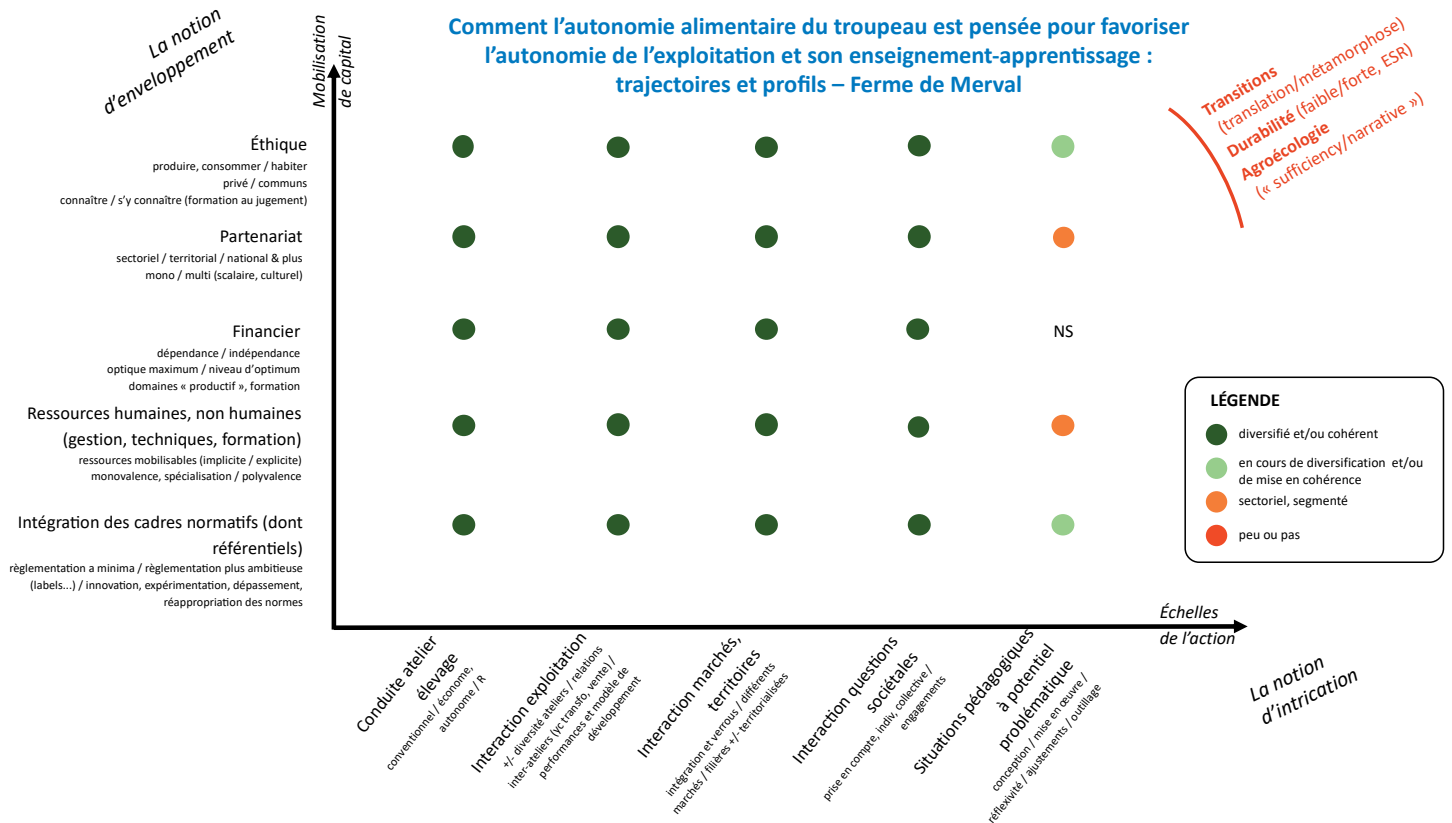 Comment l’autonomie alimentaire du troupeau est pensée pour favoriser
l’autonomie de l’exploitation et son enseignement-apprentissage :
trajectoires et profils – Ferme de Merval
La notion
d’enveloppement
Mobilisation
de capital
Transitions
(translation/métamorphose)
Durabilité (faible/forte, ESR)
Agroécologie
(« sufficiency/narrative »)
Éthique
produire, consommer / habiter
privé / communs
connaître / s’y connaître (formation au jugement)
Partenariat
sectoriel / territorial / national & plus
mono / multi (scalaire, culturel)
Financier
dépendance / indépendance
optique maximum / niveau d’optimum
domaines « productif », formation
NS
Ressources humaines, non humaines
(gestion, techniques, formation)
ressources mobilisables (implicite / explicite)
monovalence, spécialisation / polyvalence
Intégration des cadres normatifs (dont
référentiels)
règlementation a minima / règlementation plus ambitieuse
(labels...) / innovation, expérimentation, dépassement,
réappropriation des normes
LÉGENDE
diversifié et/ou cohérent
en cours de diversification et/ou
de mise en cohérence
sectoriel, segmenté
peu ou pas
Échelles
de l’action
La notion
d’intrication
Conduite atelier
élevage
conventionnel / économe,
autonome / R
Interaction exploitation
+/- diversité ateliers / relations
inter-ateliers (yc transfo, vente) /
performances et modèle de
développement
Interaction marchés,
territoires
intégration et verrous / différents
marchés / filières +/- territorialisées
Interaction questions
sociétales
prise en compte, indiv, collective /
engagements
Situations pédagogiques
à potentiel
problématique
conception / mise en œuvre /
réflexivité / ajustements / outillage